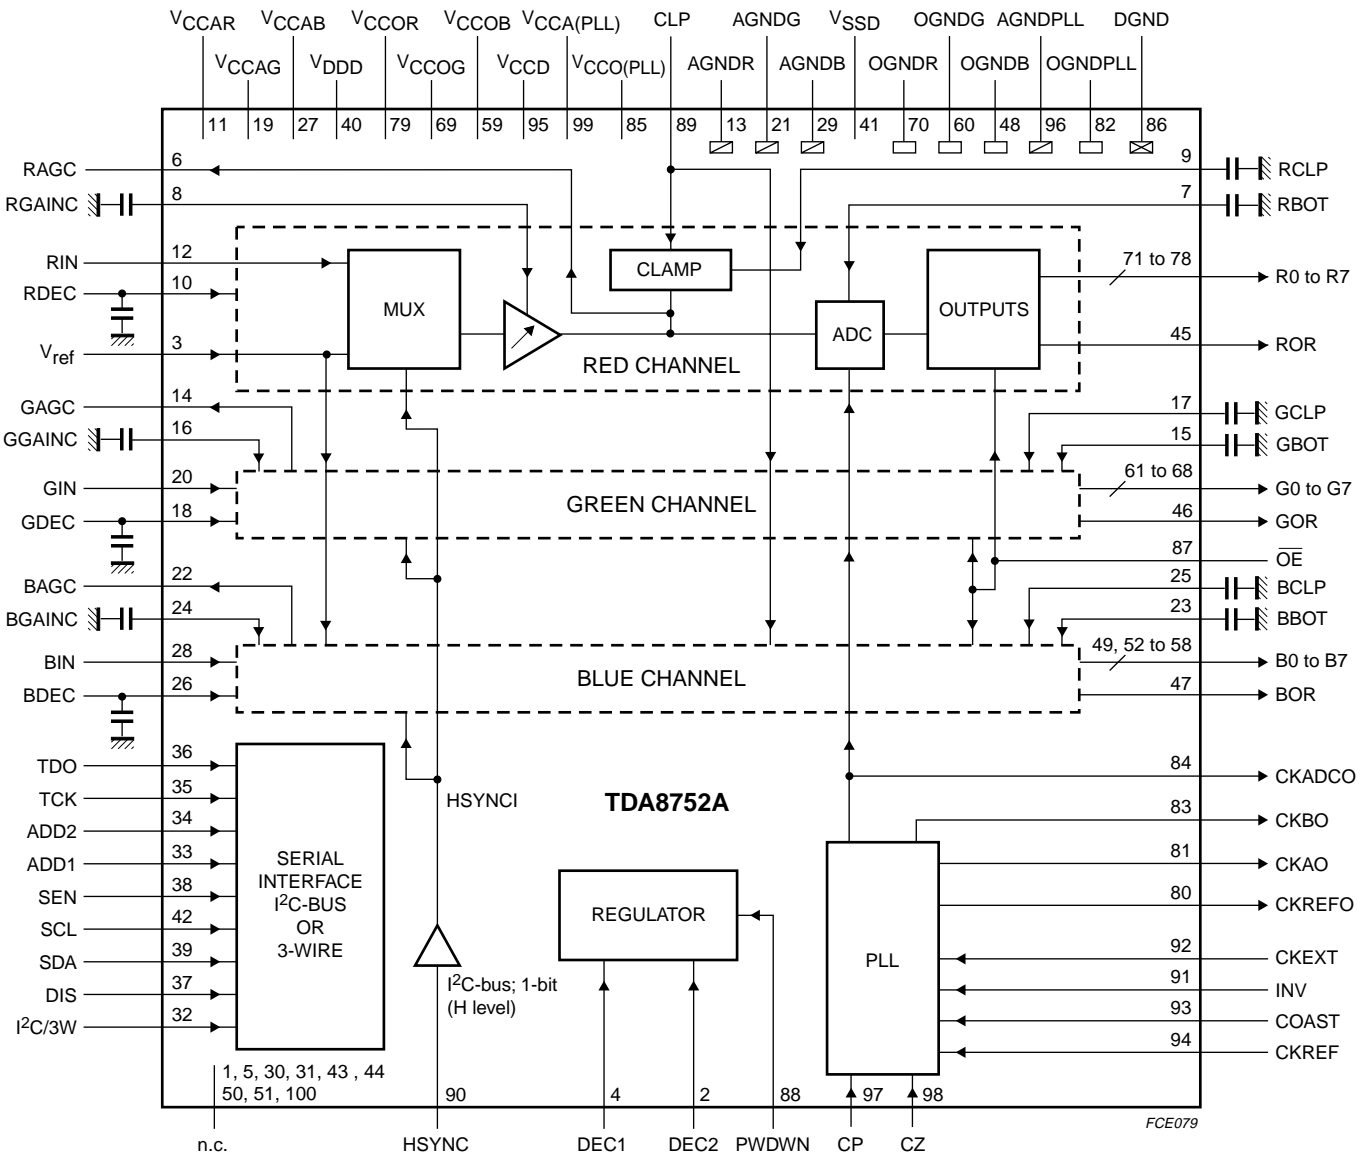 VCCAR VCCAB VCCOR VCCOB VCCA(PLL) CLP AGNDG VSSD OGNDG AGNDPLL DGND
VCCAG VDDD VCCOG VCCD VCCO(PLL) AGNDR AGNDB OGNDR OGNDB OGNDPLL
11 19 27 40 79 69 59 95 99 85 89 13 21 29 41 70 60 48 96 82 86
RAGC 6 9 RCLP
RGAINC 8 7 RBOT
RIN 12 CLAMP 71 to 78 R0 to R7
RDEC 10 MUX OUTPUTS
ADC
Vref 3 45 ROR
RED CHANNEL
GAGC 14 17 GCLP
GGAINC 16 15 GBOT
GIN 20 61 to 68 G0 to G7
GREEN CHANNEL
GDEC 18 46 GOR
87 OE
BAGC 22 25 BCLP
BGAINC 24 23 BBOT
BIN 28 49, 52 to 58 B0 to B7
BLUE CHANNEL
BDEC 26 47 BOR
TDO 36 84 CKADCO
TCK 35 HSYNCI TDA8752A
ADD2 34 83 CKBO
ADD1 33 81 CKAO
SEN 38 80 CKREFO
SCL 42
SDA 39 92 CKEXT
DIS 37 91 INV
I2C/3W 32 93 COAST
94 CKREF
SERIAL
INTERFACE
I2C-BUS
OR
3-WIRE
REGULATOR
PLL
I2C-bus; 1-bit
(H level)
1, 5, 30, 31, 43 , 44
50, 51, 100
90 4 2 88 97 98
FCE079
n.c. HSYNC DEC1 DEC2 PWDWN CP CZ